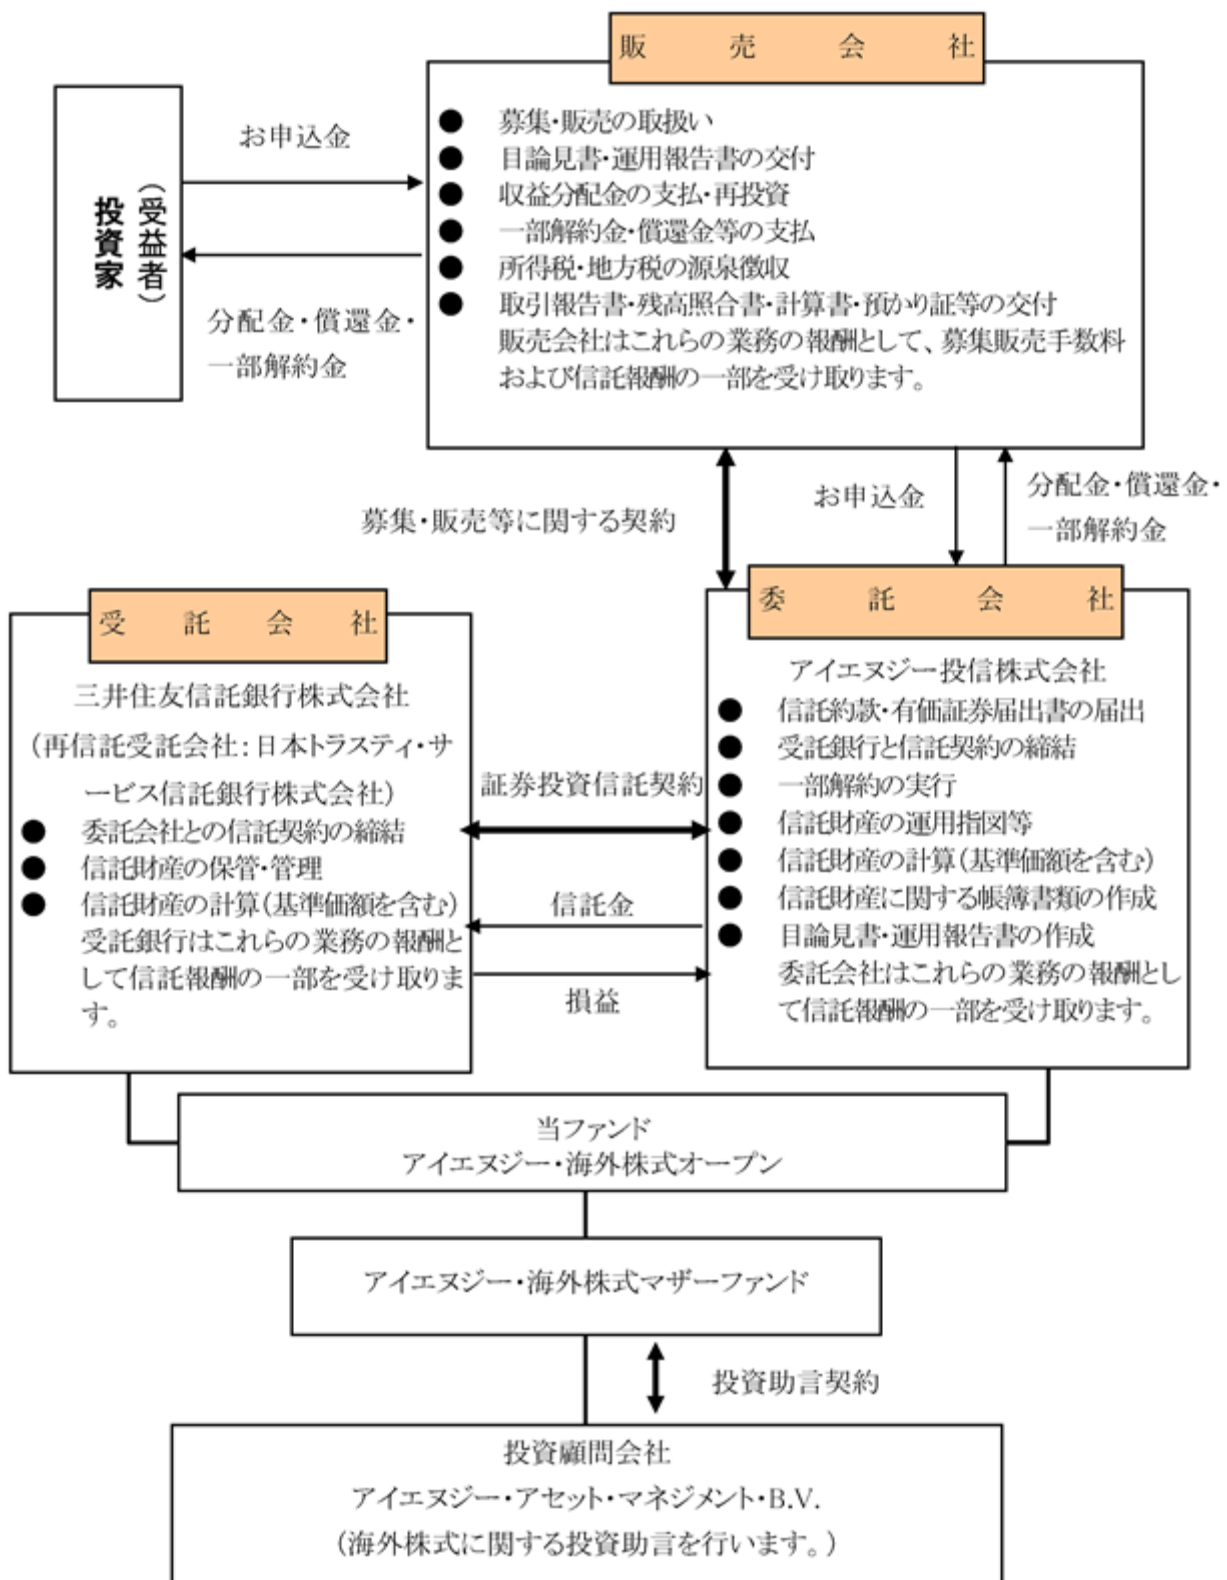 販売会社
投資家
(受益者)
お申込金
分配金・償還金・
一部解約金
● 募集・販売の取扱い
● 目論見書・運用報告書の交付
● 収益分配金の支払・再投資
● 一部解約金・償還金等の支払
● 所得税・地方税の源泉徴収
● 取引報告書・残高照合書・計算書・預かり証等の交付
販売会社はこれらの業務の報酬として、募集販売手数料
および信託報酬の一部を受け取ります。
募集・販売等に関する契約
お申込金
分配金・償還金・
一部解約金
受託会社
三井住友信託銀行株式会社
(再信託受託会社:日本トラスティ・サ
ービス信託銀行株式会社)
● 委託会社との信託契約の締結
● 信託財産の保管・管理
● 信託財産の計算(基準価額を含む)
受託銀行はこれらの業務の報酬と
して信託報酬の一部を受け取りま
す。
証券投資信託契約
信託金
損益
委託会社
アイエヌジー投信株式会社
● 信託約款・有価証券届出書の届出
● 受託銀行と信託契約の締結
● 一部解約の実行
● 信託財産の運用指図等
● 信託財産の計算(基準価額を含む)
● 信託財産に関する帳簿書類の作成
● 目論見書・運用報告書の作成
委託会社はこれらの業務の報酬とし
て信託報酬の一部を受け取ります。
当ファンド
アイエヌジー・海外株式オープン
アイエヌジー・海外株式マザーファンド
投資助言契約
投資顧問会社
アイエヌジー・アセット・マネジメント・B.V.
(海外株式に関する投資助言を行います。)